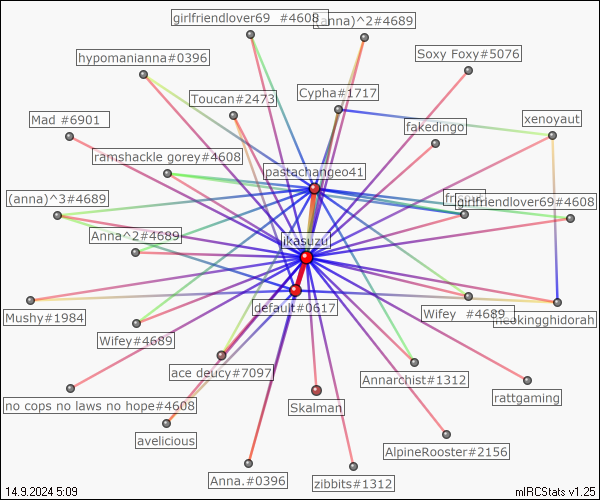 girlfriendlover69 #4608
(anna)^2#4689
hypomanianna#0396
Soxy Foxy#5076
Toucan#2473
Cypha#1717
Mad #6901
fakedingo
xenoyaut
ramshackle gorey#4608
pastachangeo41
(anna)^3#4689
girlfriendlover69#4608
Anna^2#4689
ikasuzu
default#0617
Mushy#1984
Wifey #4689
neokingghidorah
Wifey#4689
ace deucy#7097
Annarchist#1312
rattgaming
no cops no laws no hope#4608
Skalman
avelicious
AlpineRooster#2156
Anna.#0396
zibbits#1312
14.9.2024 5:09
mIRCStats v1.25